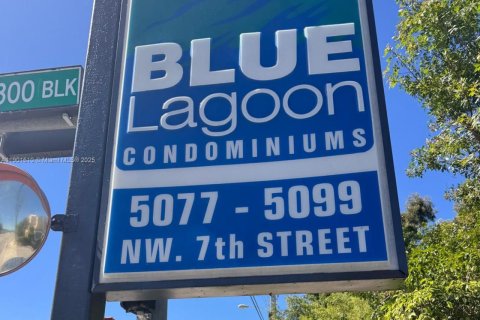 BLUE
Lagoon
CONDOMINIUMS
5077 - 5099
NW. 7th STREET
300 BLK